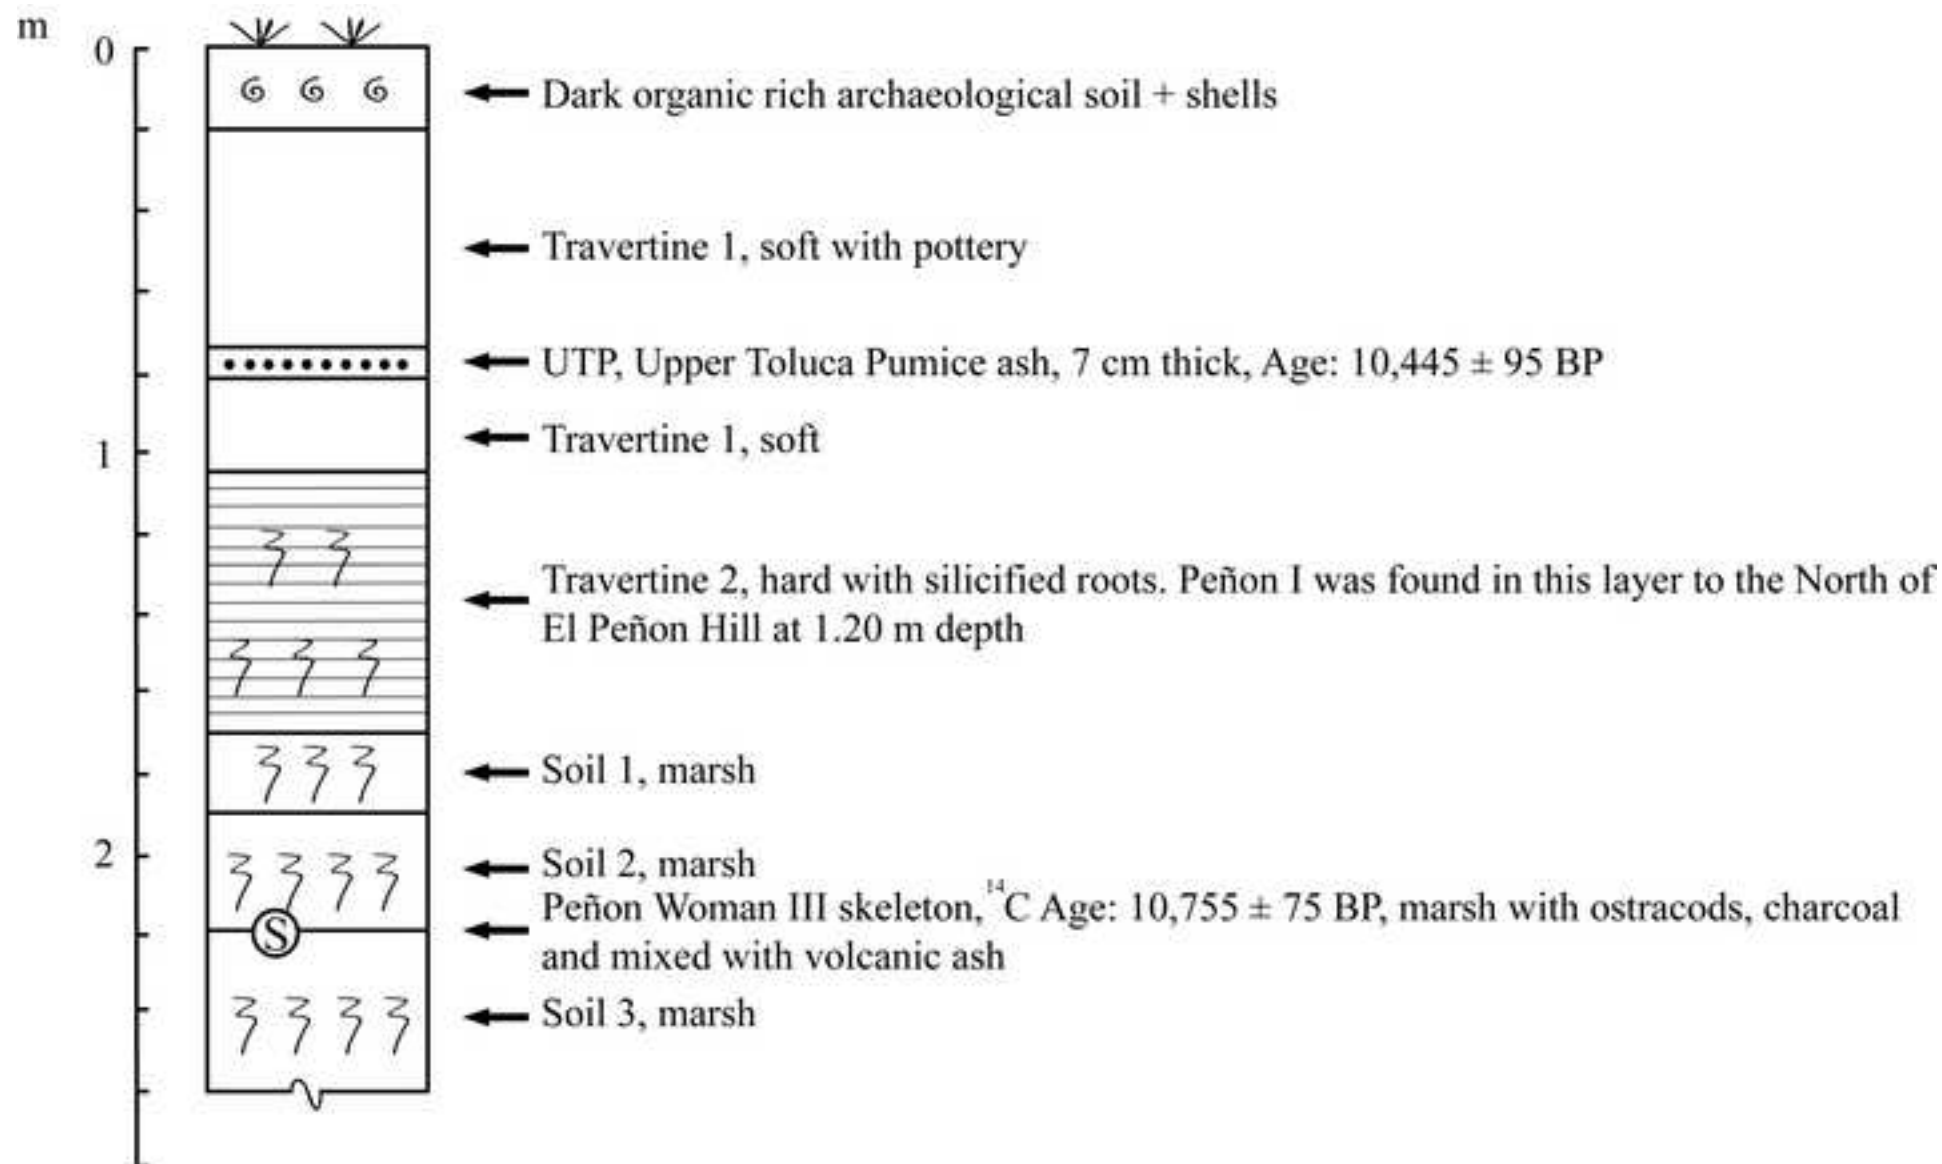 m
0
Dark organic rich archaeological soil + shells
Travertine 1, soft with pottery
UTP, Upper Toluca Pumice ash, 7 cm thick, Age: 10,445 ± 95 BP
Travertine 1, soft
1
Travertine 2, hard with silicified roots. Peñon I was found in this layer to the North of
El Peñon Hill at 1.20 m depth
Soil 1, marsh
2
Soil 2, marsh
Peñon Woman III skeleton, ¹⁴C Age: 10,755 ± 75 BP, marsh with ostracods, charcoal
S
and mixed with volcanic ash
Soil 3, marsh